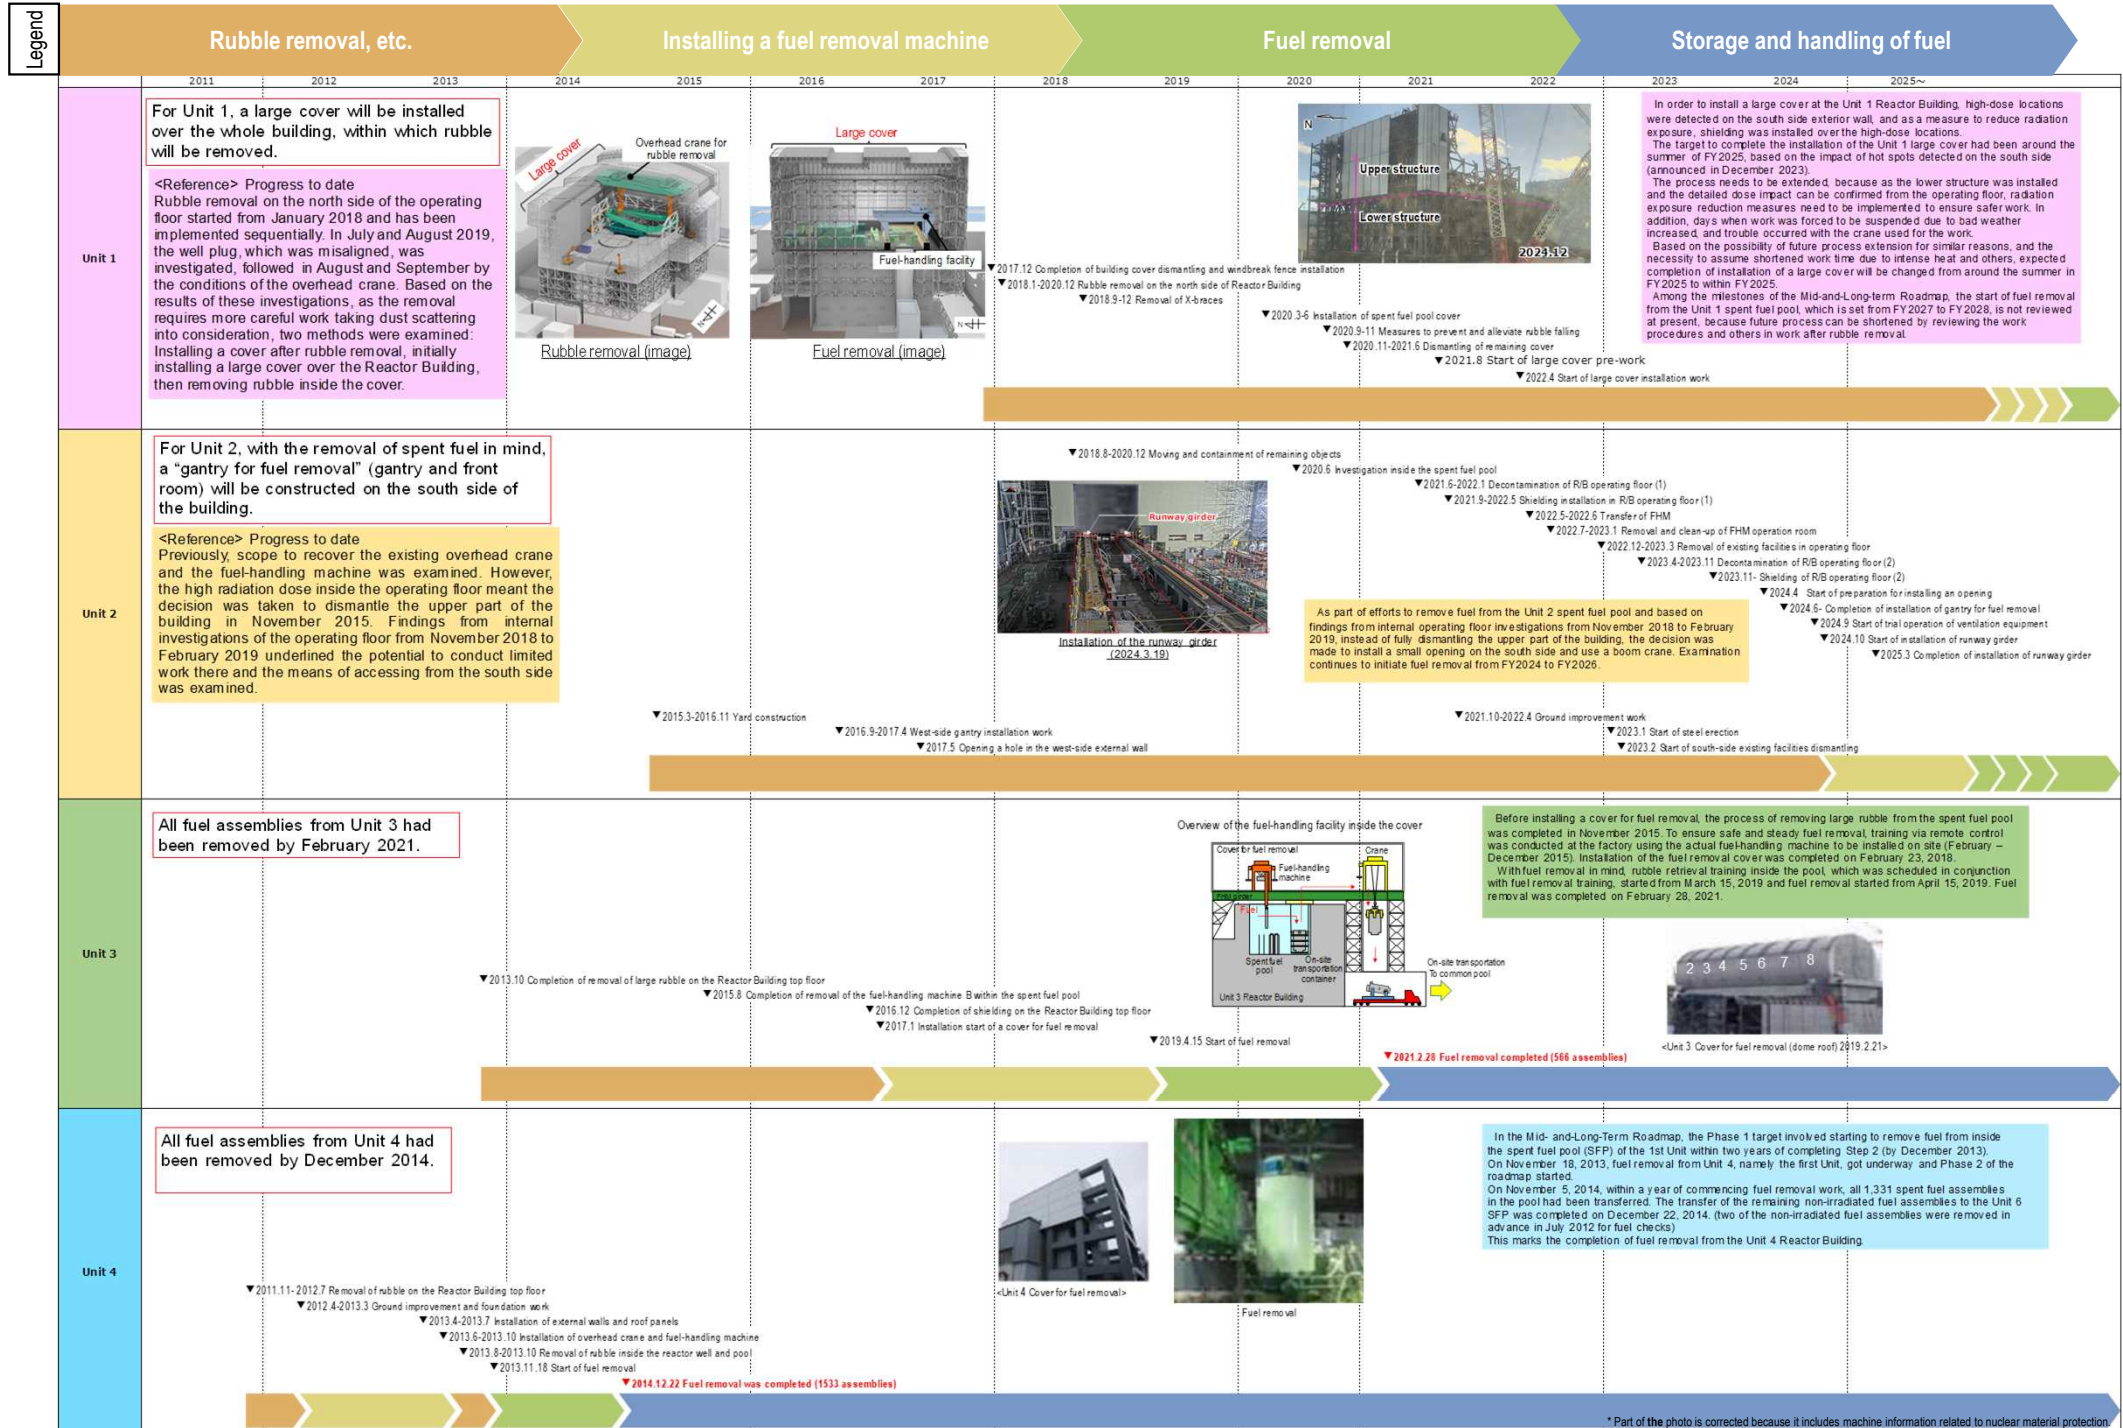 Legend
Rubble removal, etc.
Installing a fuel removal machine
Fuel removal
Storage and handling of fuel
2011
2012
2013
2014
2015
2016
2017
2018
2019
2020
2021
2022
2023
2024
2025~
Unit 1
For Unit 1, a large cover will be installed
over the whole building, within which rubble
will be removed.
<Reference> Progress to date
Rubble removal on the north side of the operating
floor started from January 2018 and has been
implemented sequentially. In July and August 2019,
the well plug, which was misaligned, was
investigated, followed in August and September by
the conditions of the overhead crane. Based on the
results of these investigations, as the removal
requires more careful work taking dust scattering
into consideration, two methods were examined:
Installing a cover after rubble removal, initially
installing a large cover over the Reactor Building,
then removing rubble inside the cover.
Large cover
Overhead crane for
rubble removal
N
Rubble removal (image)
Large cover
Fuel-handling facility
N
Fuel removal (image)
N
Upper structure
Lower structure
2024.12
In order to install a large cover at the Unit 1 Reactor Building, high-dose locations
were detected on the south side exterior wall, and as a measure to reduce radiation
exposure, shielding was installed over the high-dose locations.
The target to complete the installation of the Unit 1 large cover had been around the
summer of FY2025, based on the impact of hot spots detected on the south side
(announced in December 2023).
The process needs to be extended, because as the lower structure was installed
and the detailed dose impact can be confirmed from the operating floor, radiation
exposure reduction measures need to be implemented to ensure safer work. In
addition, days when work was forced to be suspended due to bad weather
increased, and trouble occurred with the crane used for the work.
Based on the possibility of future process extension for similar reasons, and the
necessity to assume shortened work time due to intense heat and others, expected
completion of installation of a large cover will be changed from around the summer in
FY2025 to within FY2025.
Among the milestones of the Mid-and-Long-term Roadmap, the start of fuel removal
from the Unit 1 spent fuel pool, which is set from FY2027 to FY2028, is not reviewed
at present, because future process can be shortened by reviewing the work
procedures and others in work after rubble removal.
▼2017.12 Completion of building cover dismantling and windbreak fence installation
▼2018.1-2020.12 Rubble removal on the north side of Reactor Building
▼2018.9-12 Removal of X-braces
▼2020.3-6 Installation of spent fuel pool cover
▼2020.9-11 Measures to prevent and alleviate rubble falling
▼2020.11-2021.6 Dismantling of remaining cover
▼2021.8 Start of large cover pre-work
▼2022.4 Start of large cover installation work
Unit 2
For Unit 2, with the removal of spent fuel in mind,
a “gantry for fuel removal” (gantry and front
room) will be constructed on the south side of
the building.
<Reference> Progress to date
Previously, scope to recover the existing overhead crane
and the fuel-handling machine was examined. However,
the high radiation dose inside the operating floor meant the
decision was taken to dismantle the upper part of the
building in November 2015. Findings from internal
investigations of the operating floor from November 2018 to
February 2019 underlined the potential to conduct limited
work there and the means of accessing from the south side
was examined.
▼2018.8-2020.12 Moving and containment of remaining objects
▼2020.6 Investigation inside the spent fuel pool
▼2021.6-2022.1 Decontamination of R/B operating floor (1)
▼2021.9-2022.5 Shielding installation in R/B operating floor (1)
▼2022.5-2022.6 Transfer of FHM
▼2022.7-2023.1 Removal and clean-up of FHM operation room
▼2022.12-2023.3 Removal of existing facilities in operating floor
▼2023.4-2023.11 Decontamination of R/B operating floor (2)
▼2023.11- Shielding of R/B operating floor (2)
▼2024.4 Start of preparation for installing an opening
▼2024.6- Completion of installation of gantry for fuel removal
▼2024.9 Start of trial operation of ventilation equipment
▼2024.10 Start of installation of runway girder
▼2025.3 Completion of installation of runway girder
Runway girder
Installation of the runway girder
(2024.3.19)
As part of efforts to remove fuel from the Unit 2 spent fuel pool and based on
findings from internal operating floor investigations from November 2018 to February
2019, instead of fully dismantling the upper part of the building, the decision was
made to install a small opening on the south side and use a boom crane. Examination
continues to initiate fuel removal from FY2024 to FY2026.
▼2015.3-2016.11 Yard construction
▼2016.9-2017.4 West-side gantry installation work
▼2017.5 Opening a hole in the west-side external wall
▼2021.10-2022.4 Ground improvement work
▼2023.1 Start of steel erection
▼2023.2 Start of south-side existing facilities dismantling
Unit 3
All fuel assemblies from Unit 3 had
been removed by February 2021.
Overview of the fuel-handling facility inside the cover
Cover for fuel removal
Crane
Fuel-handling
machine
FHM girder
Fuel
Spent fuel
pool
On-site
transportation
container
Unit 3 Reactor Building
On-site transportation
To common pool
Before installing a cover for fuel removal, the process of removing large rubble from the spent fuel pool
was completed in November 2015. To ensure safe and steady fuel removal, training via remote control
was conducted at the factory using the actual fuel-handling machine to be installed on site (February –
December 2015). Installation of the fuel removal cover was completed on February 23, 2018.
With fuel removal in mind, rubble retrieval training inside the pool, which was scheduled in conjunction
with fuel removal training, started from March 15, 2019 and fuel removal started from April 15, 2019. Fuel
removal was completed on February 28, 2021.
2 3 4 5 6 7 8
<Unit 3 Cover for fuel removal (dome roof) 2019.2.21>
▼2013.10 Completion of removal of large rubble on the Reactor Building top floor
▼2015.8 Completion of removal of the fuel-handling machine B within the spent fuel pool
▼2016.12 Completion of shielding on the Reactor Building top floor
▼2017.1 Installation start of a cover for fuel removal
▼2019.4.15 Start of fuel removal
▼2021.2.28 Fuel removal completed (566 assemblies)
Unit 4
All fuel assemblies from Unit 4 had
been removed by December 2014.
<Unit 4 Cover for fuel removal>
Fuel removal
In the Mid- and-Long-Term Roadmap, the Phase 1 target involved starting to remove fuel from inside
the spent fuel pool (SFP) of the 1st Unit within two years of completing Step 2 (by December 2013).
On November 18, 2013, fuel removal from Unit 4, namely the first Unit, got underway and Phase 2 of the
roadmap started.
On November 5, 2014, within a year of commencing fuel removal work, all 1,331 spent fuel assemblies
in the pool had been transferred. The transfer of the remaining non-irradiated fuel assemblies to the Unit 6
SFP was completed on December 22, 2014. (two of the non-irradiated fuel assemblies were removed in
advance in July 2012 for fuel checks)
This marks the completion of fuel removal from the Unit 4 Reactor Building.
▼2011.11- 2012.7 Removal of rubble on the Reactor Building top floor
▼2012.4-2013.3 Ground improvement and foundation work
▼2013.4-2013.7 Installation of external walls and roof panels
▼2013.6-2013.10 Installation of overhead crane and fuel-handling machine
▼2013.8-2013.10 Removal of rubble inside the reactor well and pool
▼2013.11.18 Start of fuel removal
▼2014.12.22 Fuel removal was completed (1533 assemblies)
* Part of the photo is corrected because it includes machine information related to nuclear material protection.